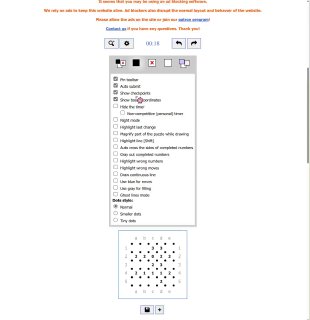 It seems that you may be using an ad blocking software.
We rely on ads to keep this website alive. Ad blockers also disrupt the normal layout and behavior of the website.
Please allow the ads on the site or join our patron program!
Contact us if you have any questions. Thank you!
00:18
Pin toolbar
Auto submit
Show checkpoints
Show coordinates
Hide the timer
Non-competitive (personal) timer
Night mode
Highlight last change
Magnify part of the puzzle while drawing
Highlight line [Shift]
Auto cross the sides of completed numbers
Gray out completed numbers
Highlight wrong numbers
Highlight wrong moves
Draw continuous line
Use blue for errors
Use gray for filling
Ghost lines mode
Dots style:
Normal
Smaller dots
Tiny dots